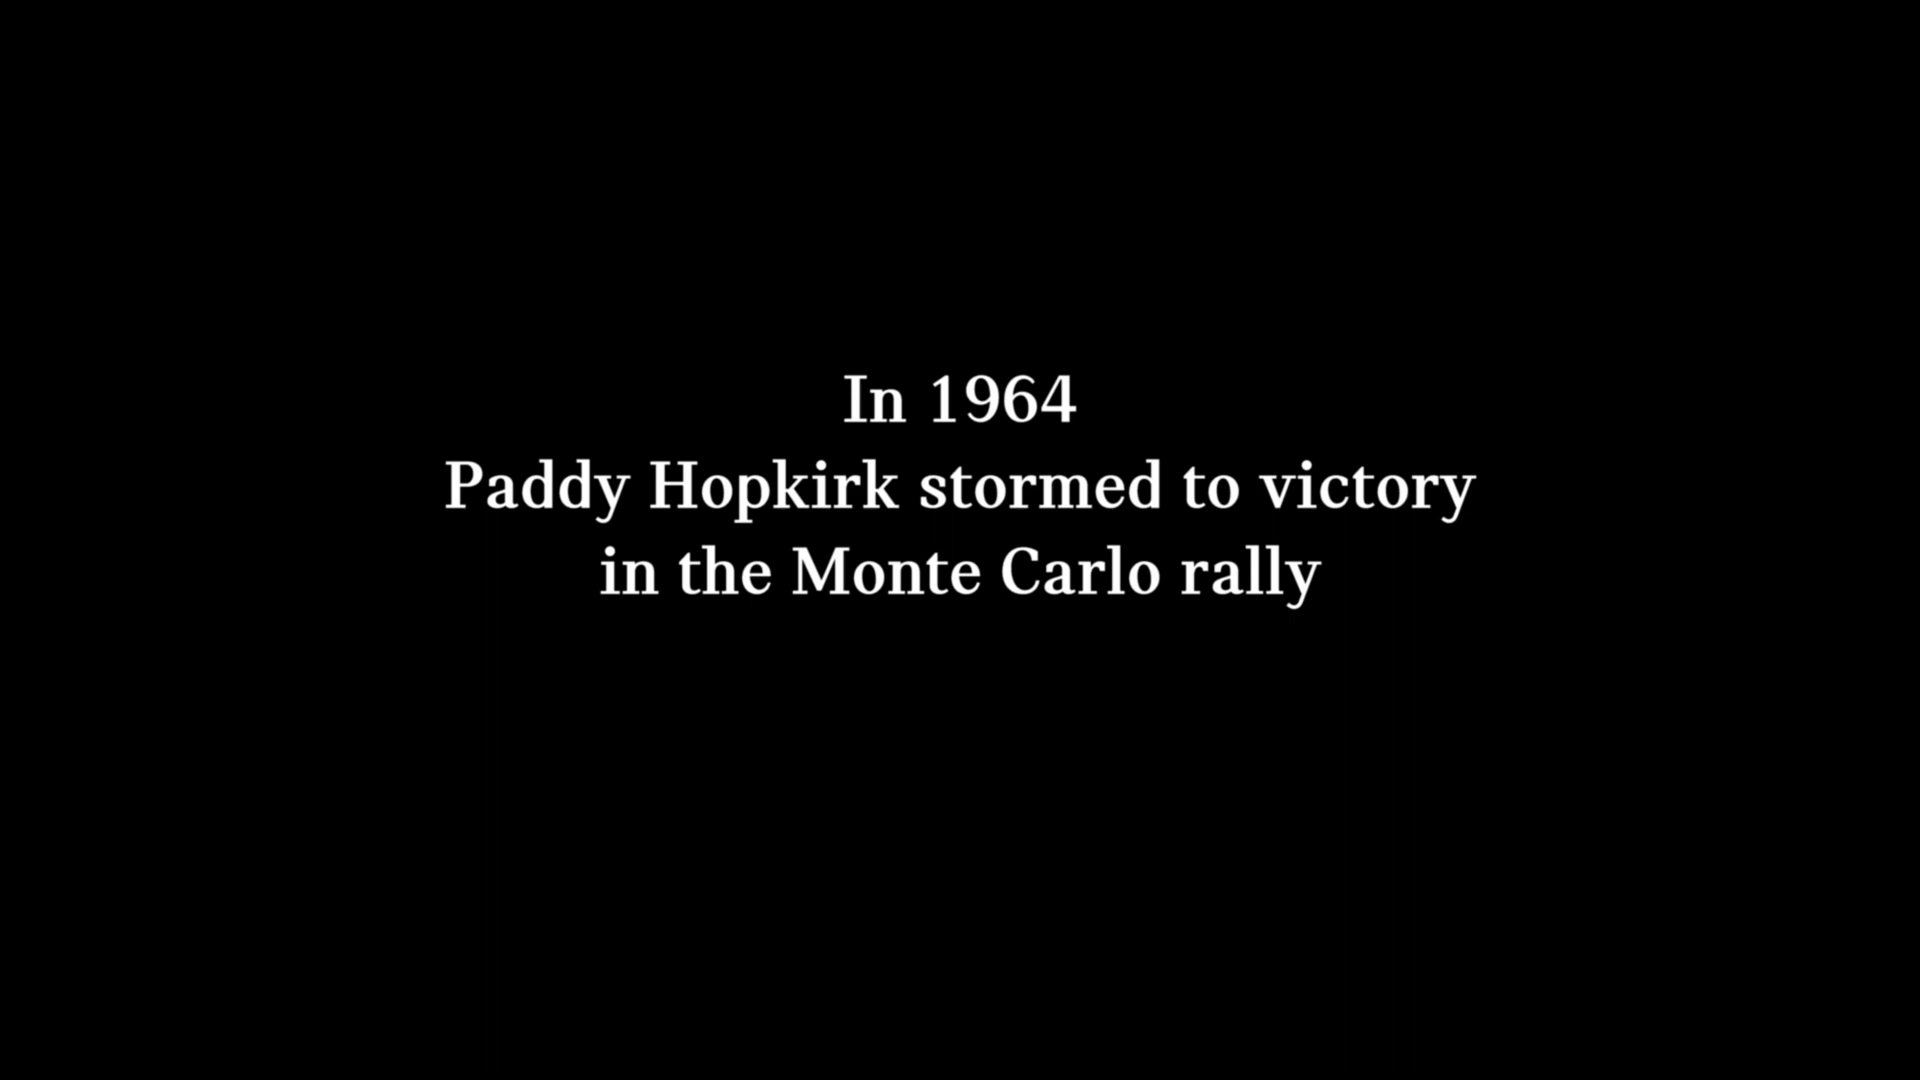 In 1964
Paddy Hopkirk stormed to victory
in the Monte Carlo rally